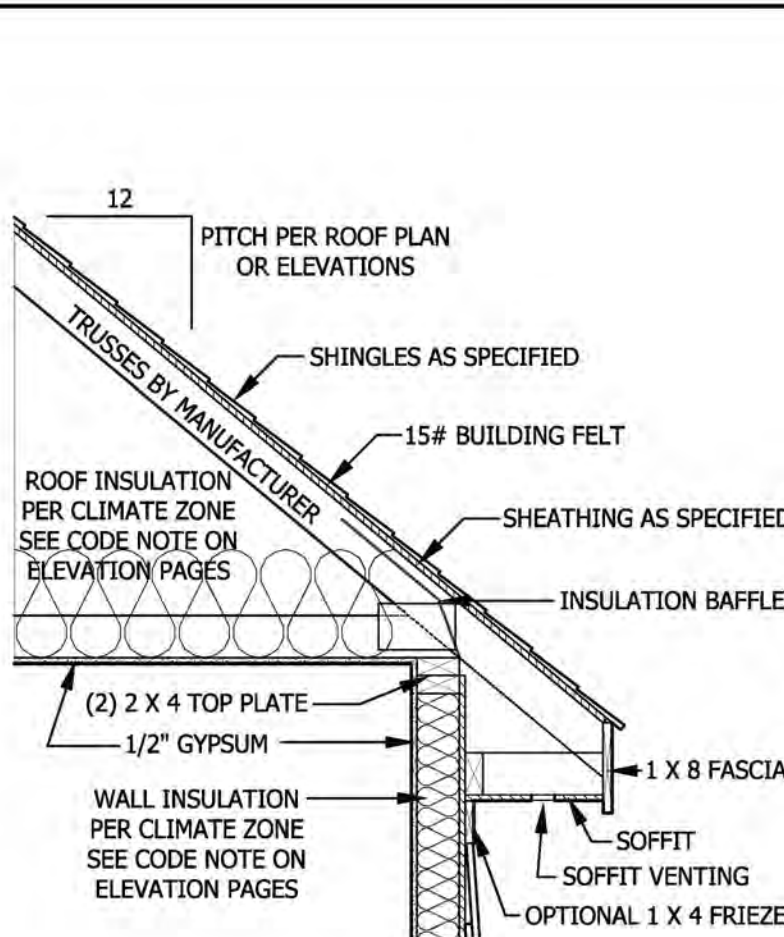 12
PITCH PER ROOF PLAN
OR ELEVATIONS
TRUSSES BY MANUFACTURER
SHINGLES AS SPECIFIED
15# BUILDING FELT
ROOF INSULATION
PER CLIMATE ZONE
SEE CODE NOTE ON
ELEVATION PAGES
SHEATHING AS SPECIFIED
INSULATION BAFFLE
(2) 2 X 4 TOP PLATE
1/2" GYPSUM
1 X 8 FASCIA
WALL INSULATION
PER CLIMATE ZONE
SEE CODE NOTE ON
ELEVATION PAGES
SOFFIT
SOFFIT VENTING
OPTIONAL 1 X 4 FRIEZE